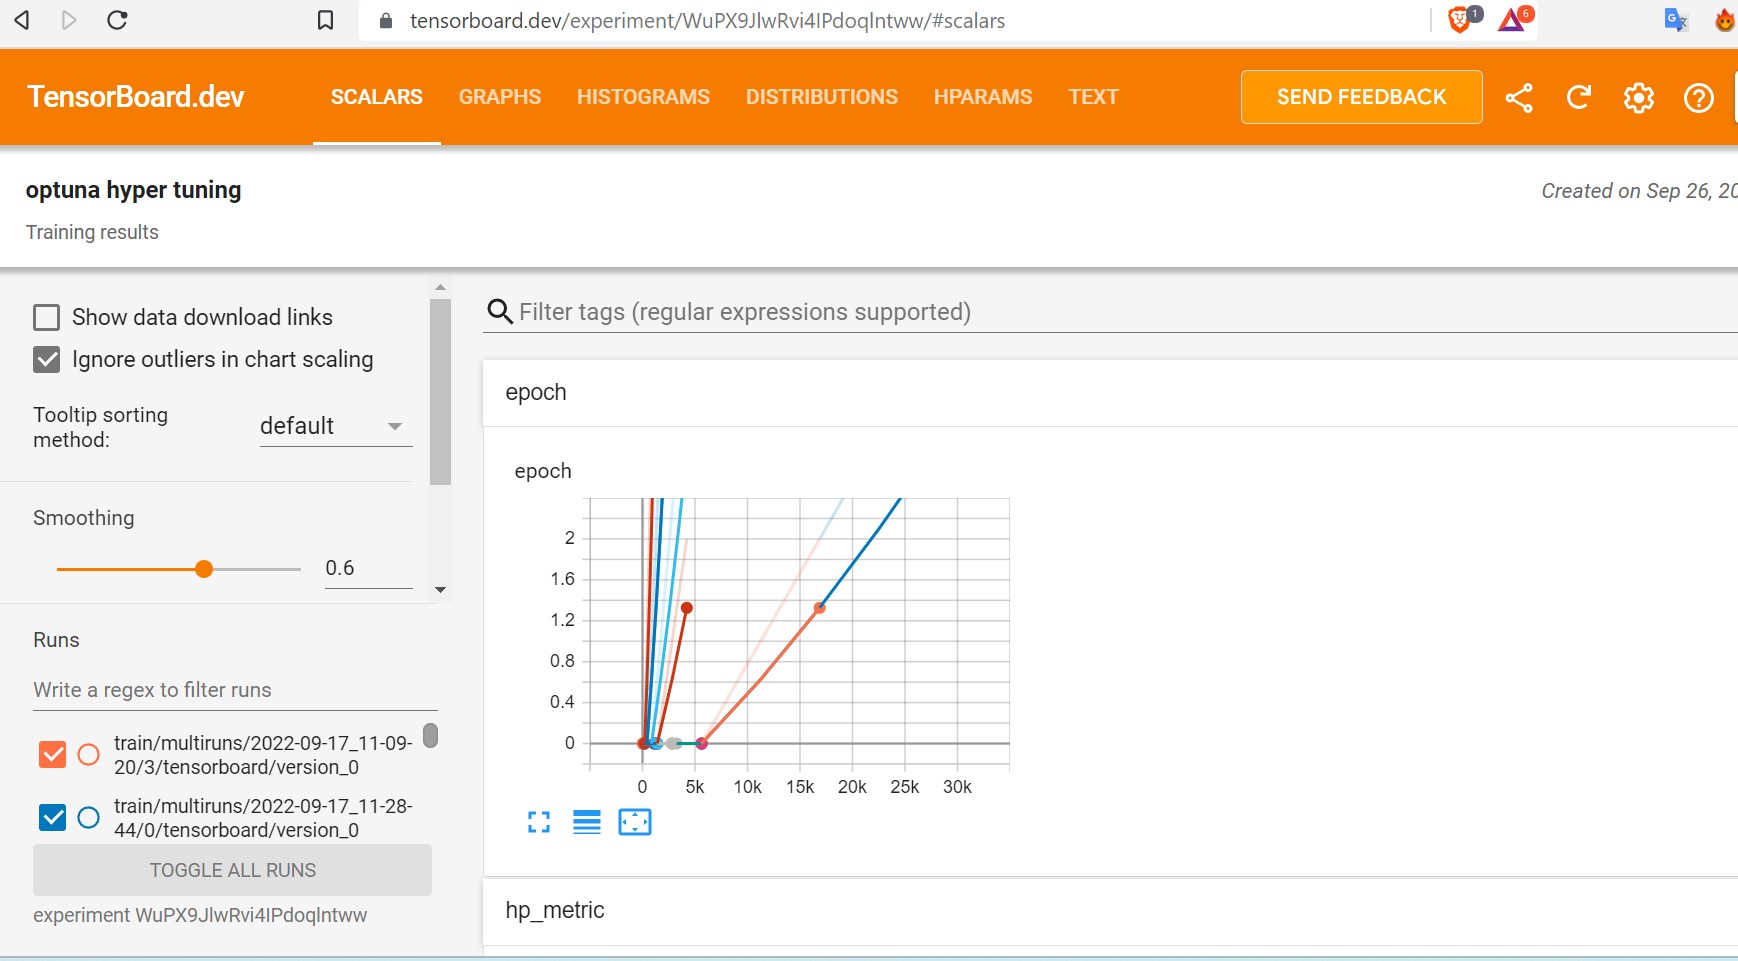 tensorboard.dev/experiment/WuPX9JlwRvi4IPdoqlntww/#scalars
1
6
TensorBoard.dev
SCALARS
GRAPHS
HISTOGRAMS
DISTRIBUTIONS
HPARAMS
TEXT
SEND FEEDBACK
optuna hyper tuning
Created on Sep 26, 20
Training results
Show data download links
Ignore outliers in chart scaling
Tooltip sorting
method:
default
Smoothing
0.6
Runs
Write a regex to filter runs
train/multiruns/2022-09-17_11-09-
20/3/tensorboard/version_0
train/multiruns/2022-09-17_11-28-
44/0/tensorboard/version_0
TOGGLE ALL RUNS
experiment WuPX9JlwRvi4IPdoqlntww
Filter tags (regular expressions supported)
epoch
epoch
2
1.6
1.2
0.8
0.4
0
0 5k 10k 15k 20k 25k 30k
hp_metric